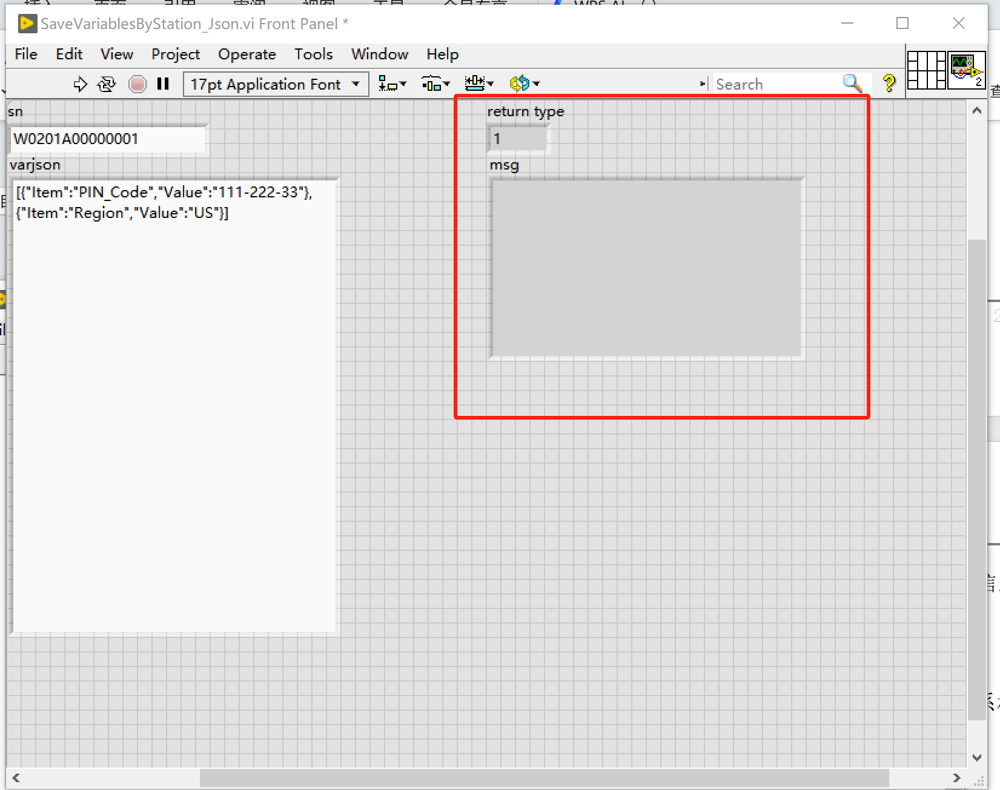 SaveVariablesByStation_Json.vi Front Panel *
File Edit View Project Operate Tools Window Help
17pt Application Font
Search
2
sn
W0201A00000001
varjson
[{"Item":"PIN_Code","Value":"111-222-33"},
{"Item":"Region","Value":"US"}]
return type
1
msg